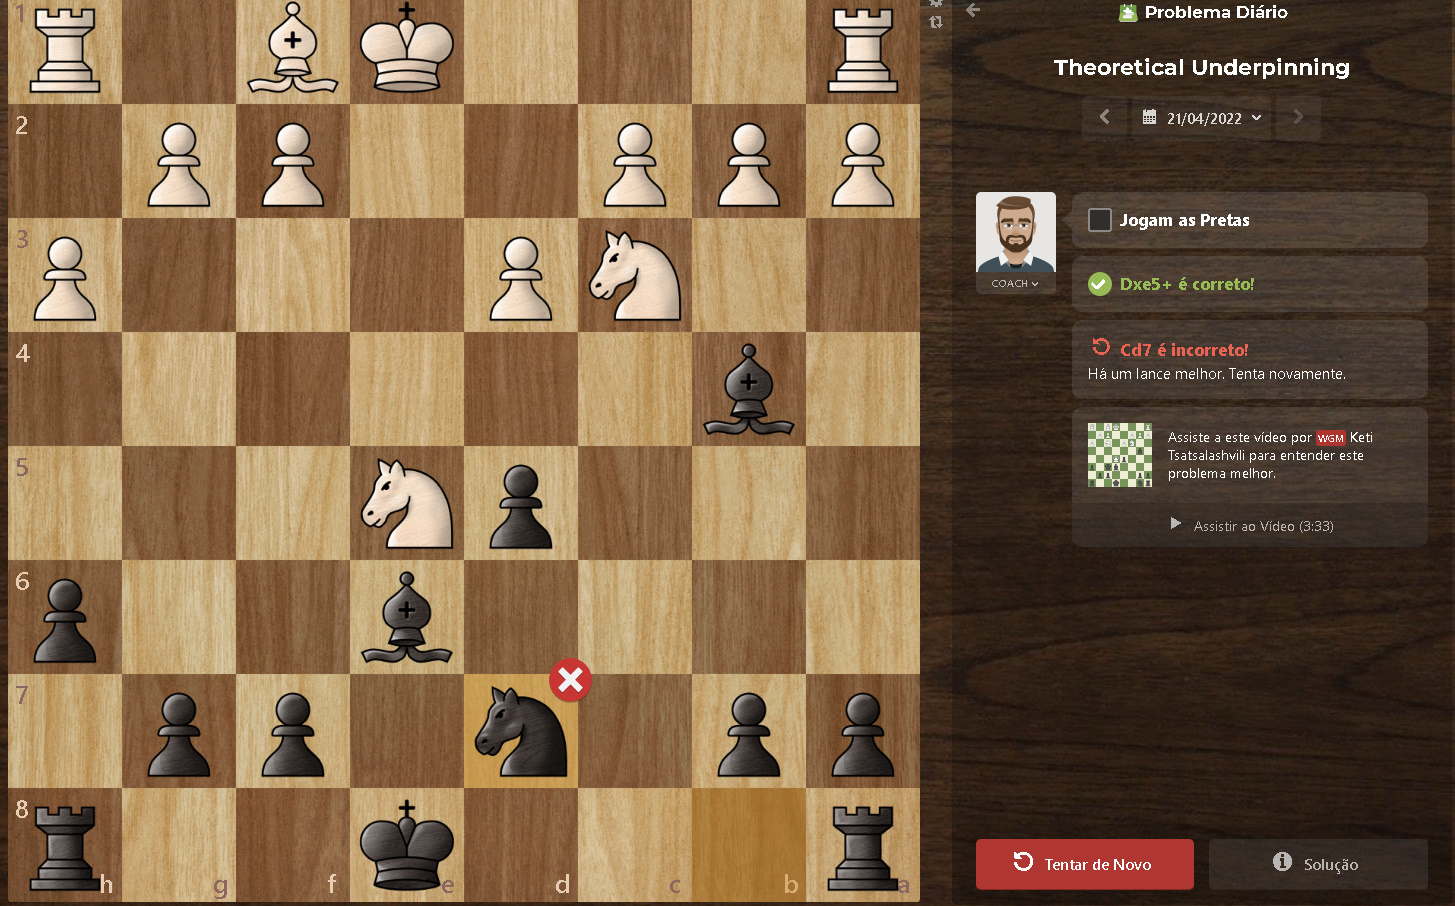 Problema Diário
Theoretical Underpinning
21/04/2022
Jogam as Pretas
COACH
Dxe5+ é correto!
Cd7 é incorreto!
Há um lance melhor. Tenta novamente.
Assiste a este vídeo por WGM Keti
Tsatsalashvili para entender este
problema melhor.
Assistir ao Vídeo (3:33)
Tentar de Novo
Solução
1
2
3
4
5
6
7
8
h g f e d c b a